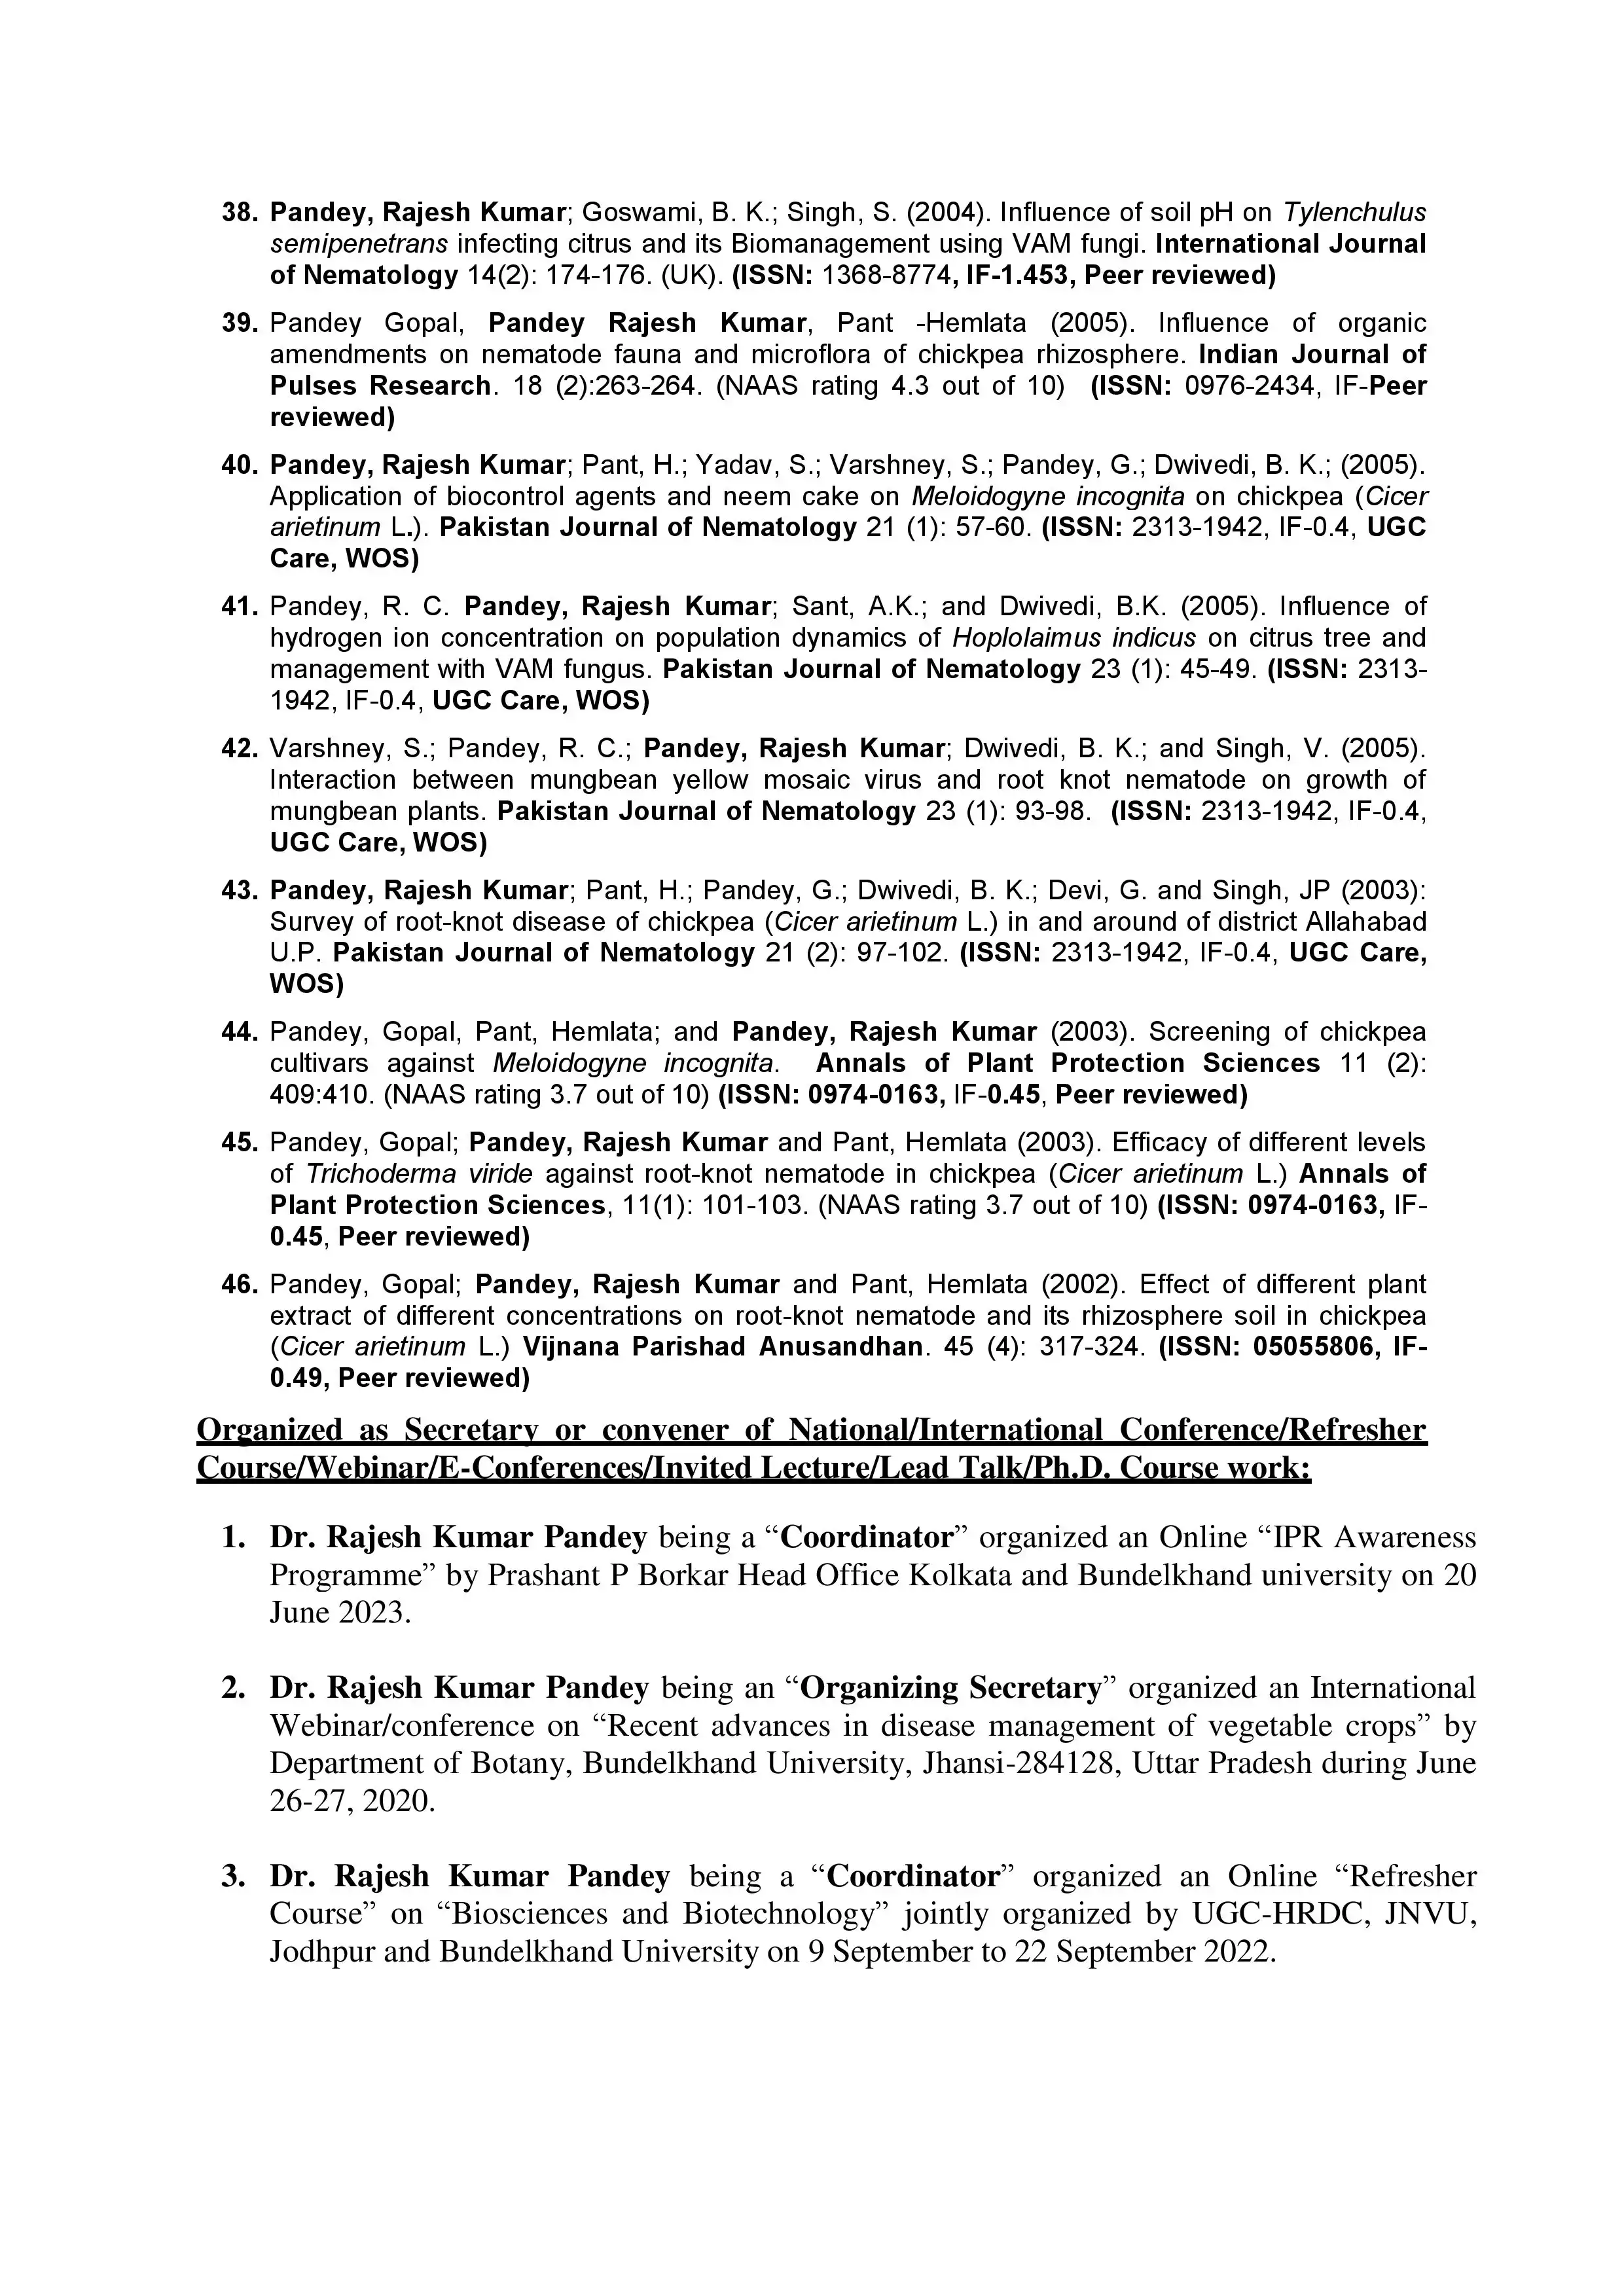 38. Pandey, Rajesh Kumar; Goswami, B. K.; Singh, S. (2004). Influence of soil pH on Tylenchulus
semipenetrans infecting citrus and its Biomanagement using VAM fungi. International Journal
of Nematology 14(2): 174-176. (UK). (ISSN: 1368-8774, IF-1.453, Peer reviewed)
39. Pandey Gopal, Pandey Rajesh Kumar, Pant -Hemlata (2005). Influence of organic
amendments on nematode fauna and microflora of chickpea rhizosphere. Indian Journal of
Pulses Research. 18 (2):263-264. (NAAS rating 4.3 out of 10) (ISSN: 0976-2434, IF-Peer
reviewed)
40. Pandey, Rajesh Kumar; Pant, H.; Yadav, S.; Varshney, S.; Pandey, G.; Dwivedi, B. K.; (2005).
Application of biocontrol agents and neem cake on Meloidogyne incognita on chickpea (Cicer
arietinum L.). Pakistan Journal of Nematology 21 (1): 57-60. (ISSN: 2313-1942, IF-0.4, UGC
Care, WOS)
41. Pandey, R. C. Pandey, Rajesh Kumar; Sant, A.K.; and Dwivedi, B.K. (2005). Influence of
hydrogen ion concentration on population dynamics of Hoplolaimus indicus on citrus tree and
management with VAM fungus. Pakistan Journal of Nematology 23 (1): 45-49. (ISSN: 2313-
1942, IF-0.4, UGC Care, WOS)
42. Varshney, S.; Pandey, R. C.; Pandey, Rajesh Kumar; Dwivedi, B. K.; and Singh, V. (2005).
Interaction between mungbean yellow mosaic virus and root knot nematode on growth of
mungbean plants. Pakistan Journal of Nematology 23 (1): 93-98. (ISSN: 2313-1942, IF-0.4,
UGC Care, WOS)
43. Pandey, Rajesh Kumar; Pant, H.; Pandey, G.; Dwivedi, B. K.; Devi, G. and Singh, JP (2003):
Survey of root-knot disease of chickpea (Cicer arietinum L.) in and around of district Allahabad
U.P. Pakistan Journal of Nematology 21 (2): 97-102. (ISSN: 2313-1942, IF-0.4, UGC Care,
WOS)
44. Pandey, Gopal, Pant, Hemlata; and Pandey, Rajesh Kumar (2003). Screening of chickpea
cultivars against Meloidogyne incognita. Annals of Plant Protection Sciences 11 (2):
409:410. (NAAS rating 3.7 out of 10) (ISSN: 0974-0163, IF-0.45, Peer reviewed)
45. Pandey, Gopal; Pandey, Rajesh Kumar and Pant, Hemlata (2003). Efficacy of different levels
of Trichoderma viride against root-knot nematode in chickpea (Cicer arietinum L.) Annals of
Plant Protection Sciences, 11(1): 101-103. (NAAS rating 3.7 out of 10) (ISSN: 0974-0163, IF-
0.45, Peer reviewed)
46. Pandey, Gopal; Pandey, Rajesh Kumar and Pant, Hemlata (2002). Effect of different plant
extract of different concentrations on root-knot nematode and its rhizosphere soil in chickpea
(Cicer arietinum L.) Vijnana Parishad Anusandhan. 45 (4): 317-324. (ISSN: 05055806, IF-
0.49, Peer reviewed)
Organized as Secretary or convener of National/International Conference/Refresher
Course/Webinar/E-Conferences/Invited Lecture/Lead Talk/Ph.D. Course work:
1. Dr. Rajesh Kumar Pandey being a “Coordinator” organized an Online “IPR Awareness
Programme” by Prashant P Borkar Head Office Kolkata and Bundelkhand university on 20
June 2023.
2. Dr. Rajesh Kumar Pandey being an “Organizing Secretary” organized an International
Webinar/conference on “Recent advances in disease management of vegetable crops” by
Department of Botany, Bundelkhand University, Jhansi-284128, Uttar Pradesh during June
26-27, 2020.
3. Dr. Rajesh Kumar Pandey being a “Coordinator” organized an Online “Refresher
Course” on “Biosciences and Biotechnology” jointly organized by UGC-HRDC, JNVU,
Jodhpur and Bundelkhand University on 9 September to 22 September 2022.